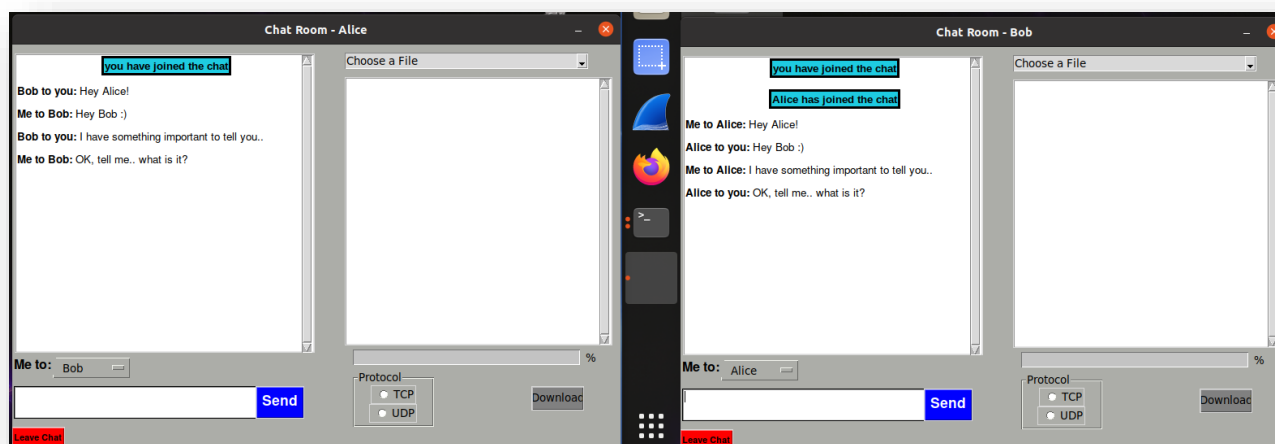 Chat Room - Alice
you have joined the chat
Bob to you: Hey Alice!
Me to Bob: Hey Bob :)
Bob to you: I have something important to tell you..
Me to Bob: OK, tell me.. what is it?
Choose a File
%
Me to: Bob
Send
Leave Chat
Protocol
TCP
UDP
Download
>_
Chat Room - Bob
you have joined the chat
Alice has joined the chat
Me to Alice: Hey Alice!
Alice to you: Hey Bob :)
Me to Alice: I have something important to tell you..
Alice to you: OK, tell me.. what is it?
Choose a File
%
Me to: Alice
Send
Leave Chat
Protocol
TCP
UDP
Download